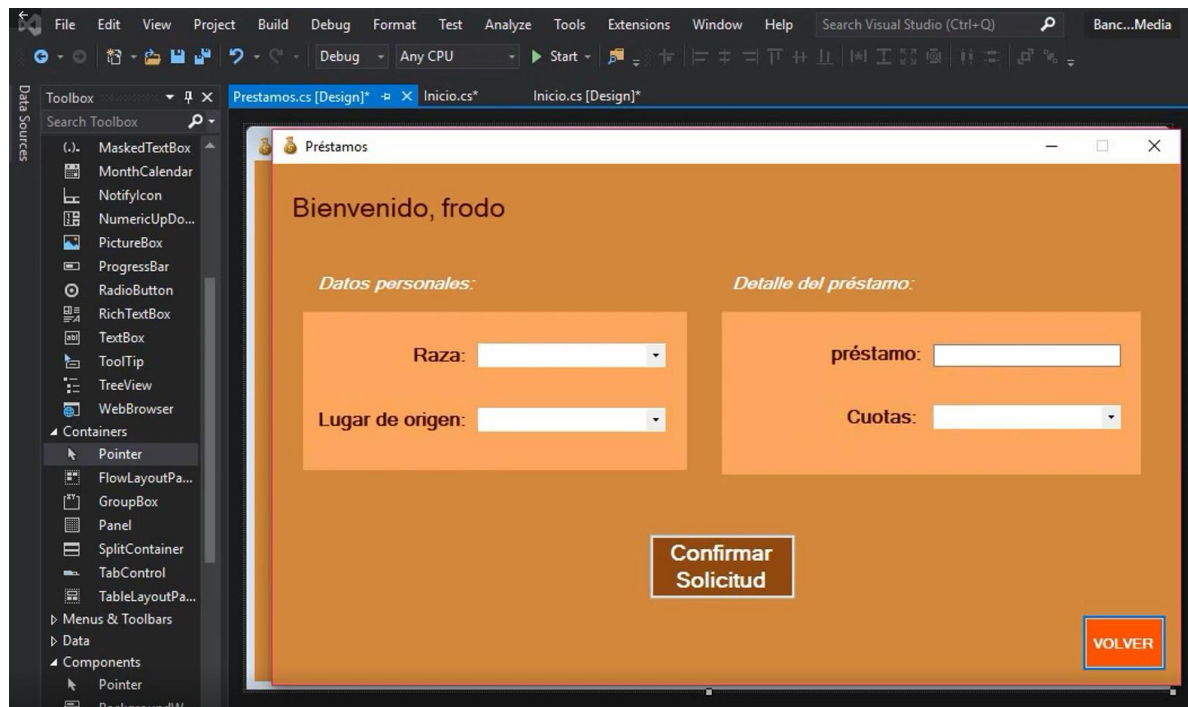 File Edit View Project Build Debug Format Test Analyze Tools Extensions Window Help Search Visual Studio (Ctrl+Q) Banc...Media
Debug Any CPU Start
Data Sources
Toolbox
Prestamos.cs [Design]* Inicio.cs* Inicio.cs [Design]*
Search Toolbox
MaskedTextBox
MonthCalendar
NotifyIcon
NumericUpDo...
PictureBox
ProgressBar
RadioButton
RichTextBox
TextBox
ToolTip
TreeView
WebBrowser
Containers
Pointer
FlowLayoutPa...
GroupBox
Panel
SplitContainer
TabControl
TableLayoutPa...
Menus & Toolbars
Data
Components
Pointer
Préstamos
Bienvenido, frodo
Datos personales:
Raza:
Lugar de origen:
Detalle del préstamo:
préstamo:
Cuotas:
Confirmar
Solicitud
VOLVER